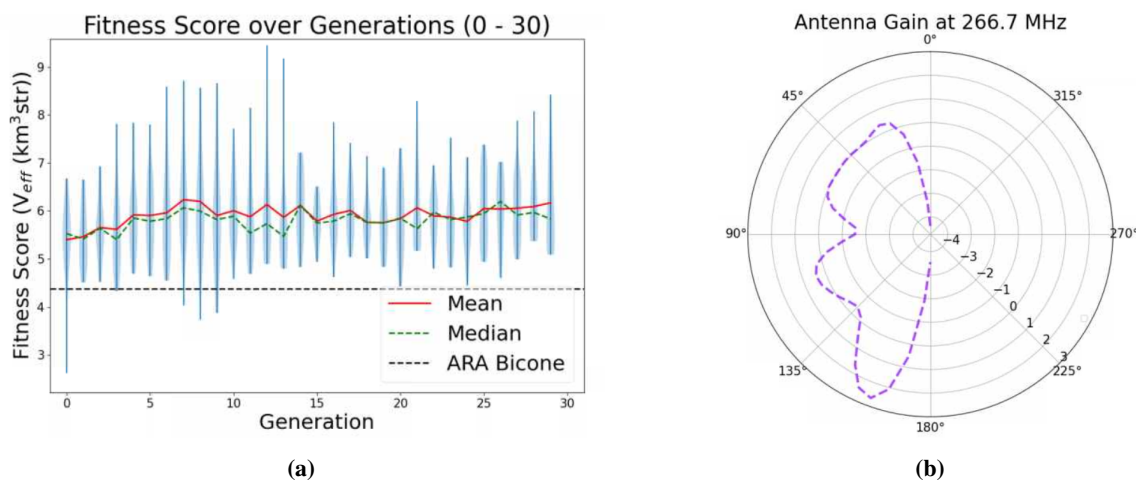 Fitness Score over Generations (0 - 30)
Fitness Score (V_eff (km³str))
9
8
7
6
5
4
3
Mean
Median
ARA Bicone
0 5 10 15 20 25 30
Generation
(a)
Antenna Gain at 266.7 MHz
0°
45° 315°
90° 270°
−4
−3
−2
−1
0
1
2
3
135° 225°
180°
(b)